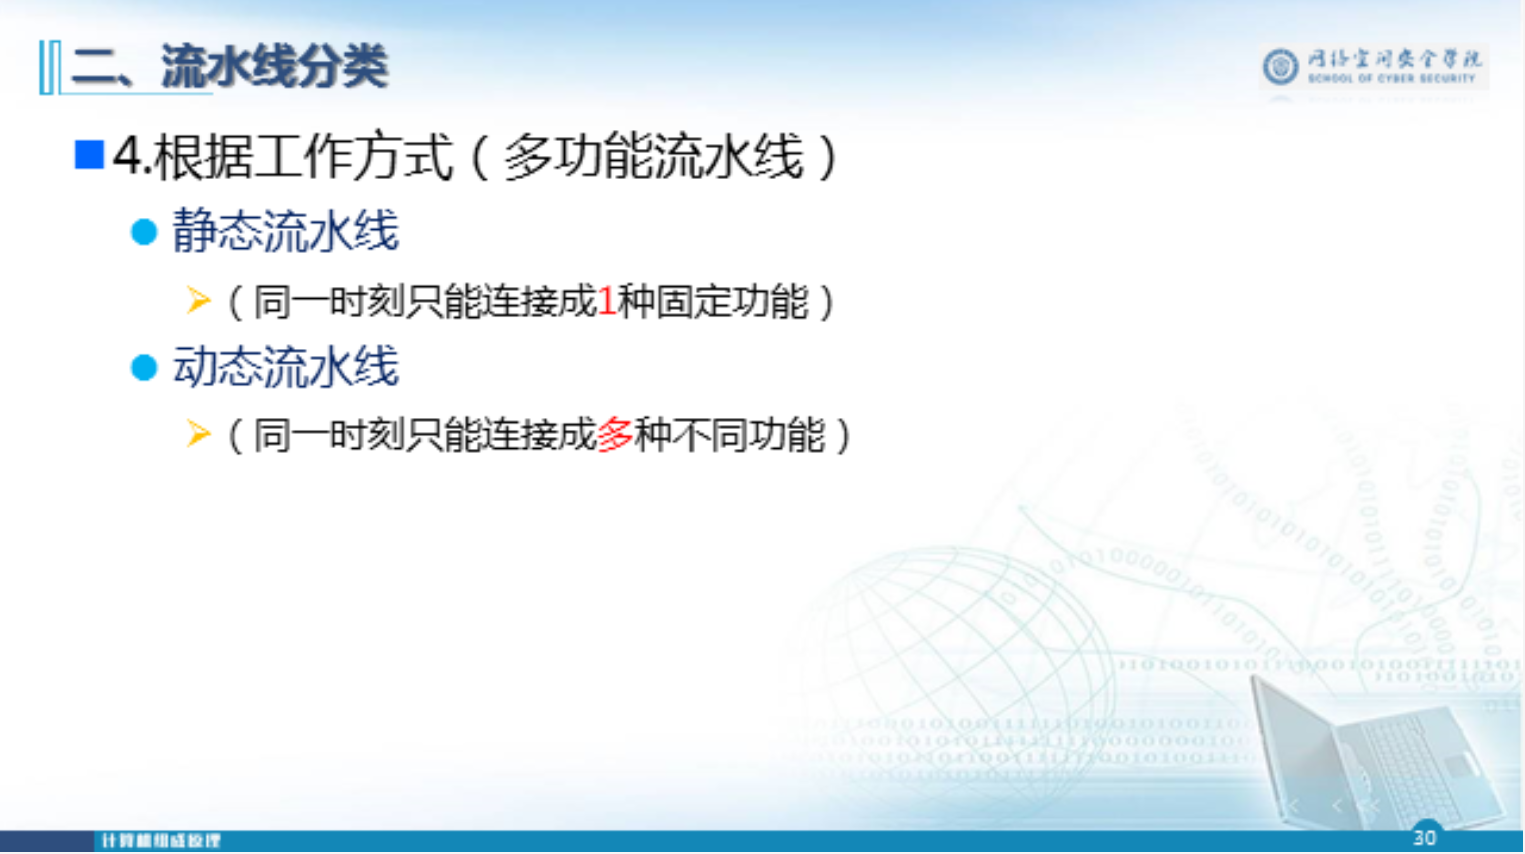 二、流水线分类
网络空间安全学院
SCHOOL OF CYBER SECURITY
4.根据工作方式（多功能流水线）
静态流水线
（同一时刻只能连接成1种固定功能）
动态流水线
（同一时刻只能连接成多种不同功能）
计算机组成原理
30